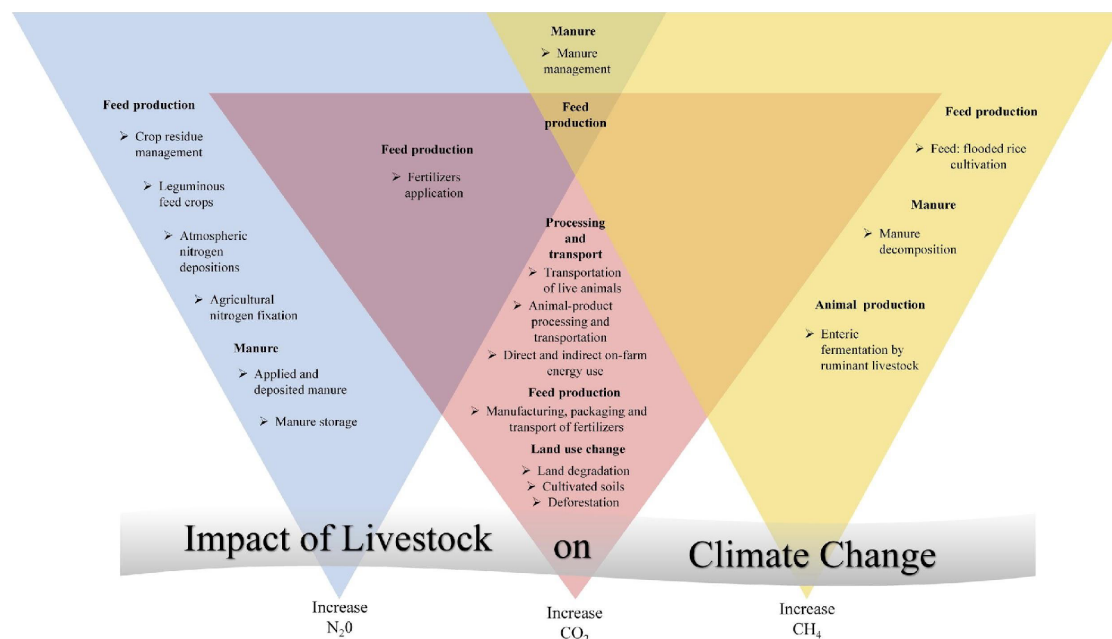 Manure
➢ Manure
management
Feed
production
Feed production
➢ Crop residue
management
➢ Leguminous
feed crops
➢ Atmospheric
nitrogen
depositions
➢ Agricultural
nitrogen fixation
Manure
➢ Applied and
deposited manure
➢ Manure storage
Feed production
➢ Fertilizers
application
Processing
and
transport
➢ Transportation
of live animals
➢ Animal-product
processing and
transportation
➢ Direct and indirect on-farm
energy use
Feed production
➢ Manufacturing, packaging and
transport of fertilizers
Land use change
➢ Land degradation
➢ Cultivated soils
➢ Deforestation
Feed production
➢ Feed: flooded rice
cultivation
Manure
➢ Manure
decomposition
Animal production
➢ Enteric
fermentation by
ruminant livestock
Impact of Livestock on Climate Change
Increase
N₂0
Increase
CO₂
Increase
CH₄